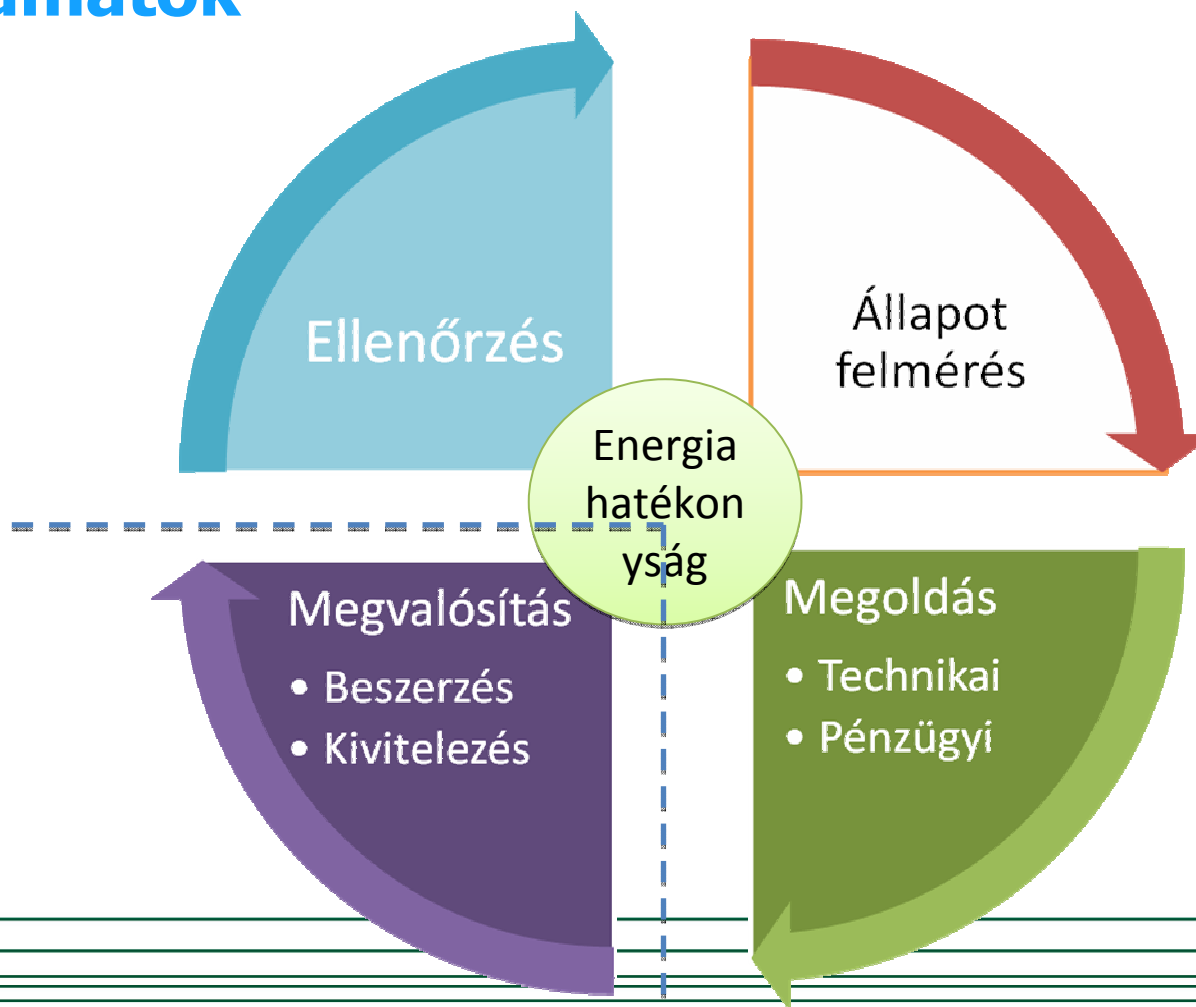 Ellenőrzés
Állapot
felmérés
Energia
hatékon
yság
Megvalósítás
• Beszerzés
• Kivitelezés
Megoldás
• Technikai
• Pénzügyi